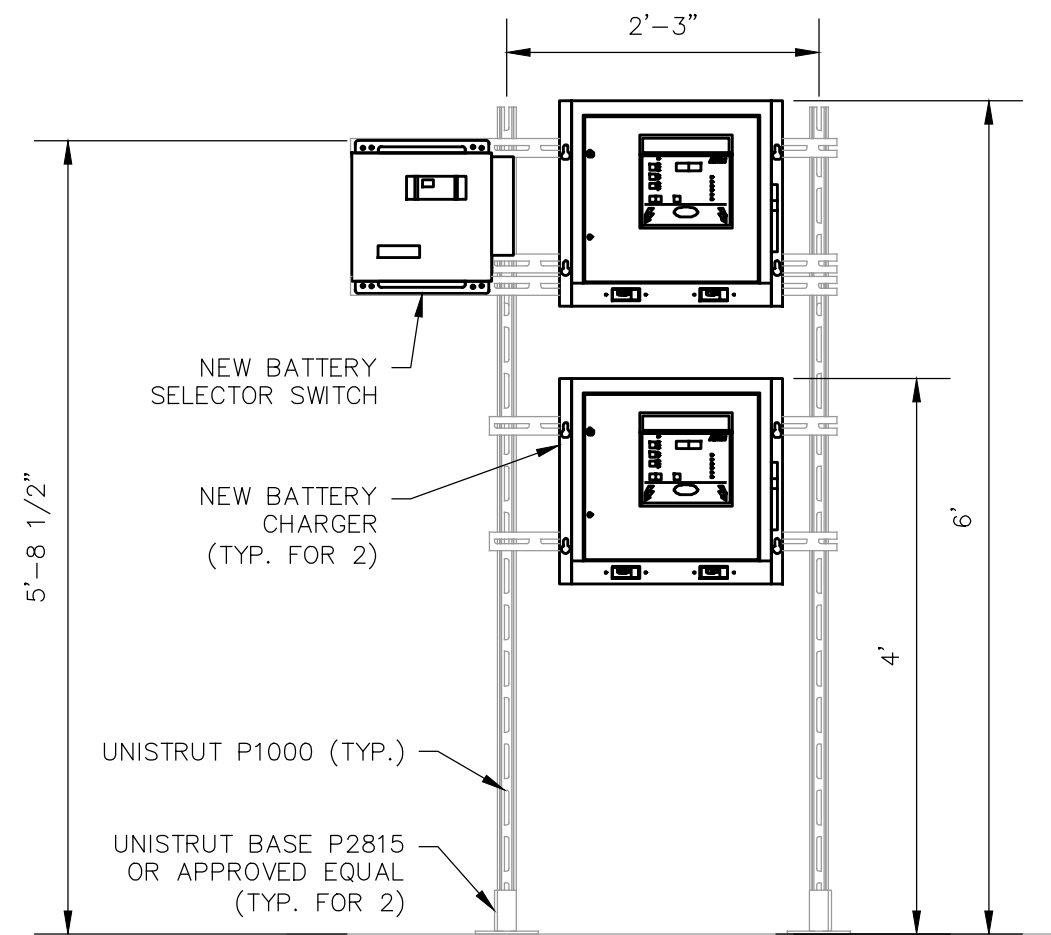 2'-3"
NEW BATTERY
SELECTOR SWITCH
5'-8 1/2"
NEW BATTERY
CHARGER
(TYP. FOR 2)
6'
4'
UNISTRUT P1000 (TYP.)
UNISTRUT BASE P2815
OR APPROVED EQUAL
(TYP. FOR 2)